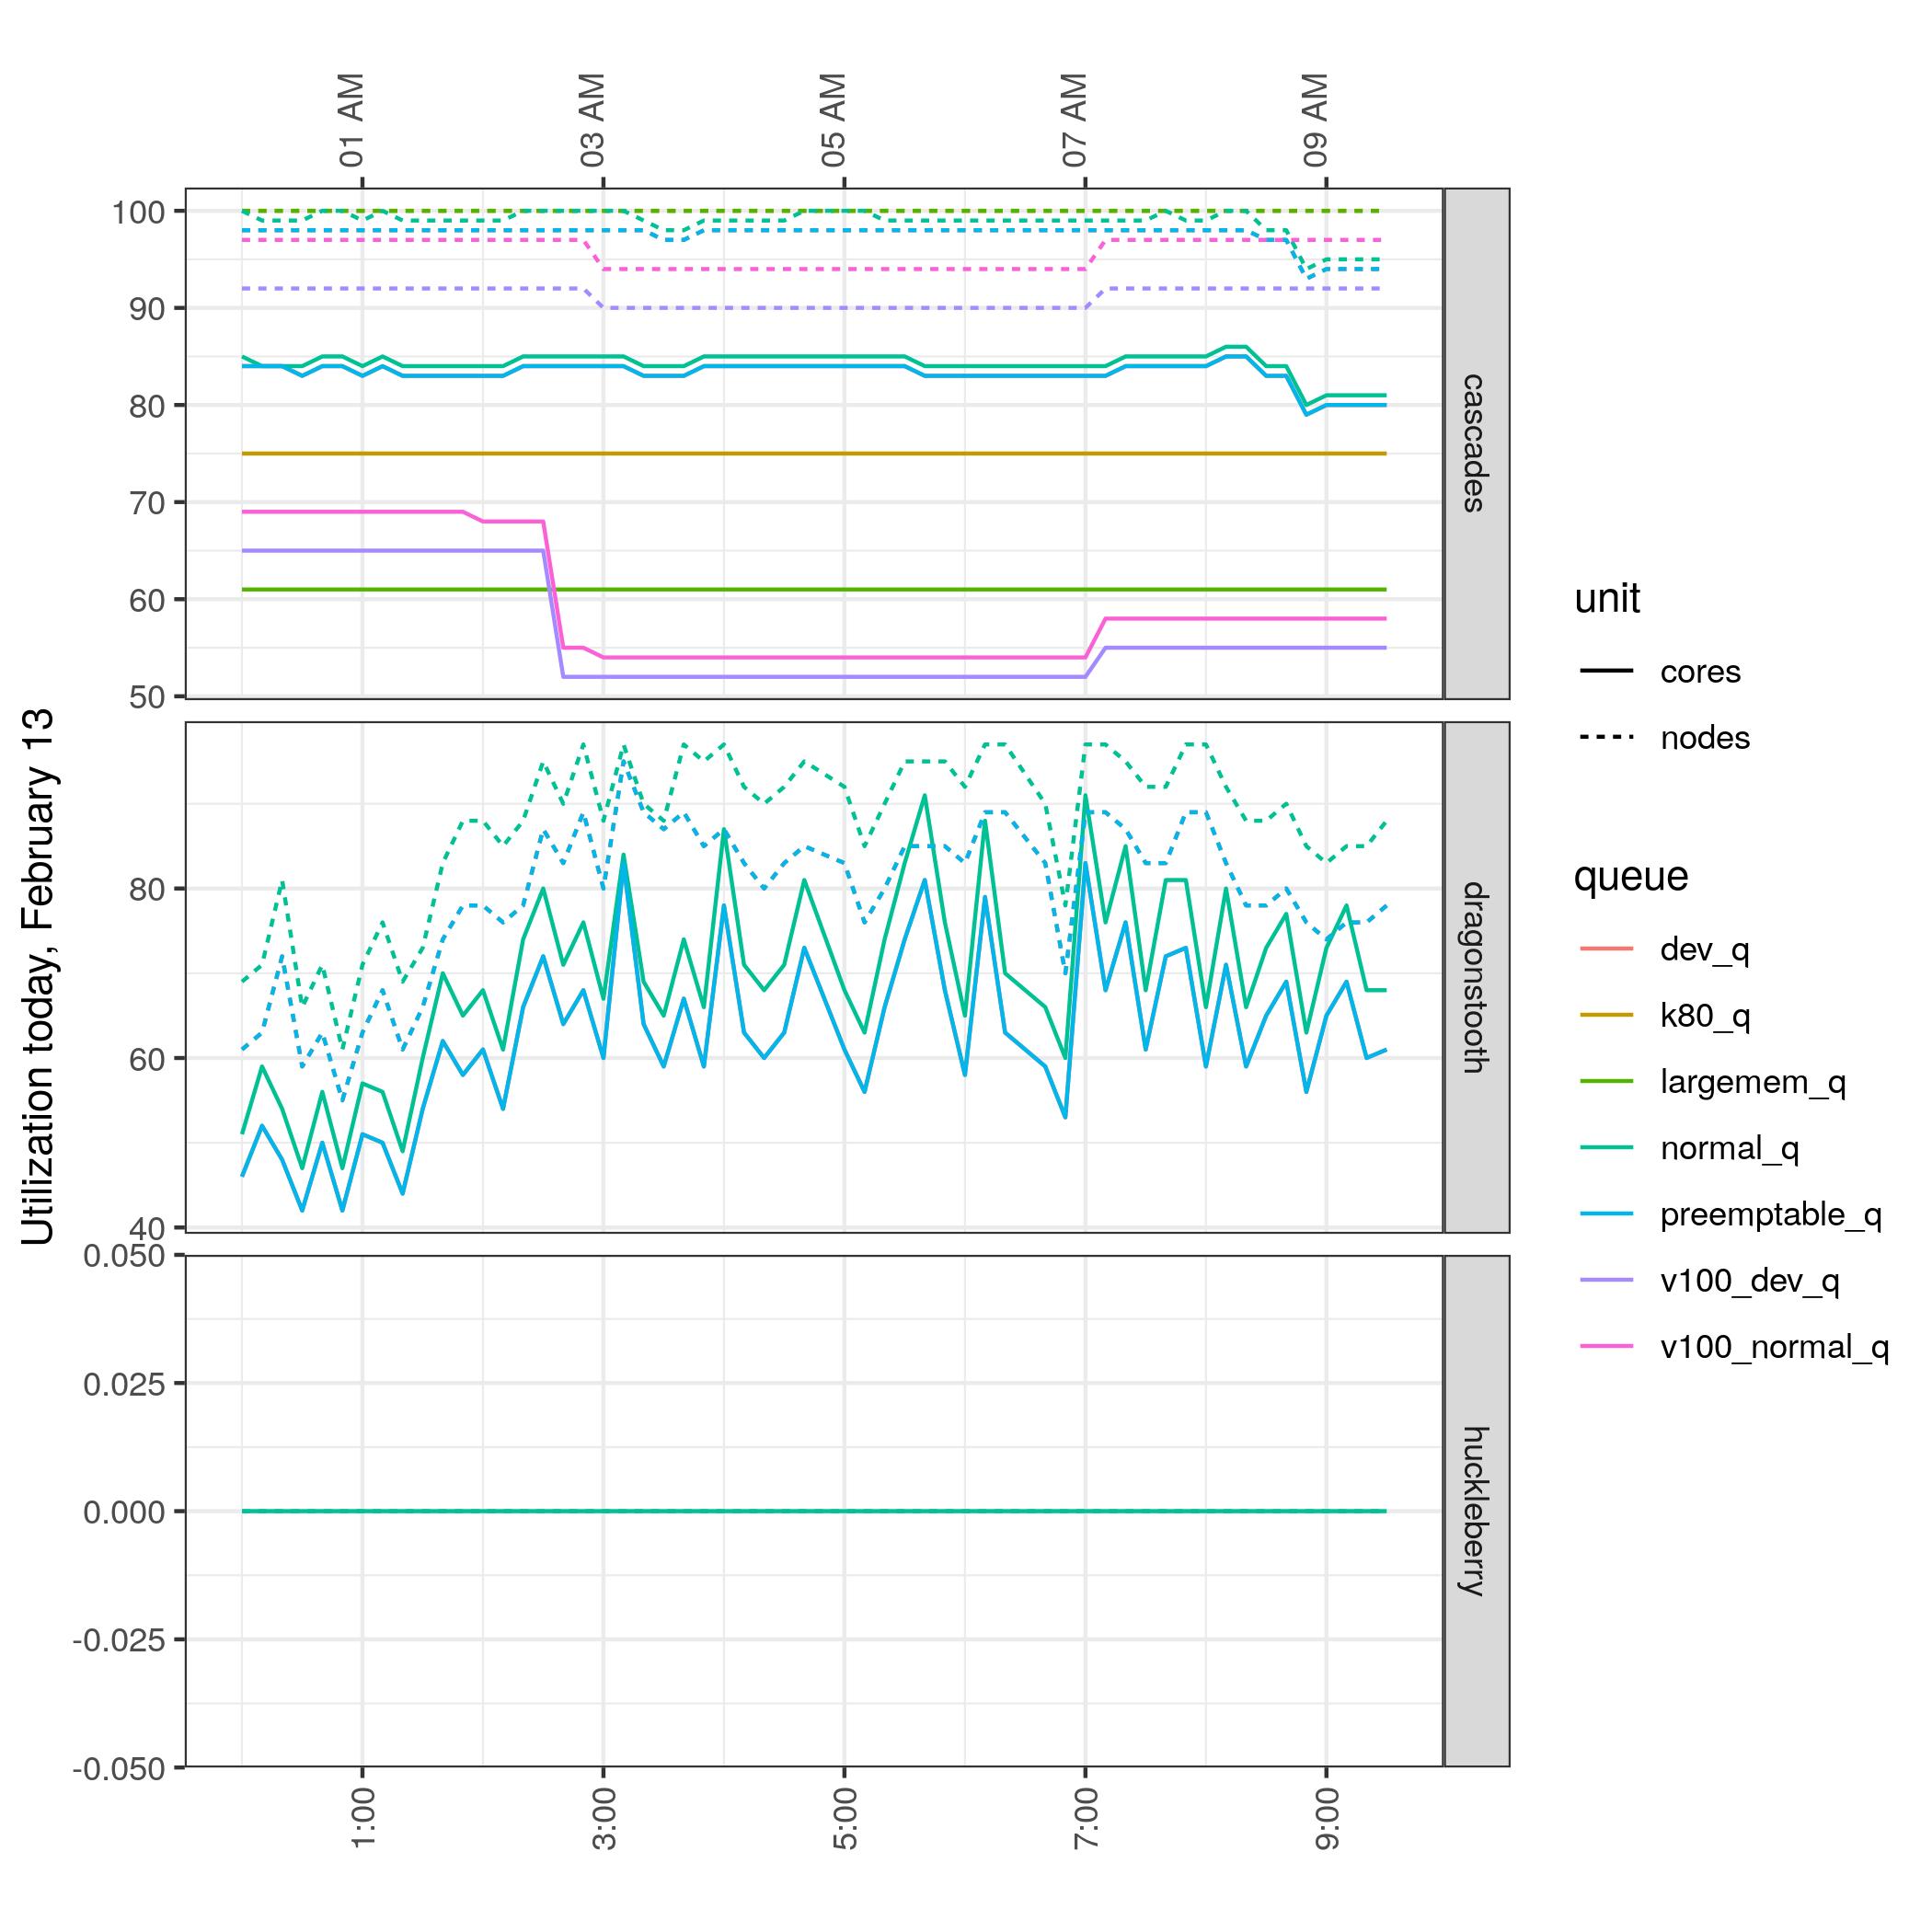 01 AM
03 AM
05 AM
07 AM
09 AM
100
90
80
70
60
50
cascades
80
60
40
dragonstooth
0.050
0.025
0.000
-0.025
-0.050
huckleberry
1:00
3:00
5:00
7:00
9:00
Utilization today, February 13
unit
cores
nodes
queue
dev_q
k80_q
largemem_q
normal_q
preemptable_q
v100_dev_q
v100_normal_q